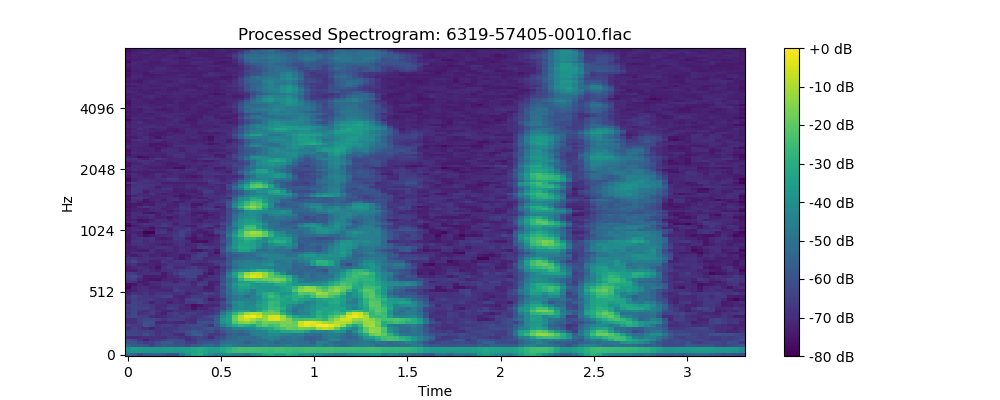 Processed Spectrogram: 6319-57405-0010.flac
Hz
4096
2048
1024
512
0
0 0.5 1 1.5 2 2.5 3
Time
+0 dB
-10 dB
-20 dB
-30 dB
-40 dB
-50 dB
-60 dB
-70 dB
-80 dB